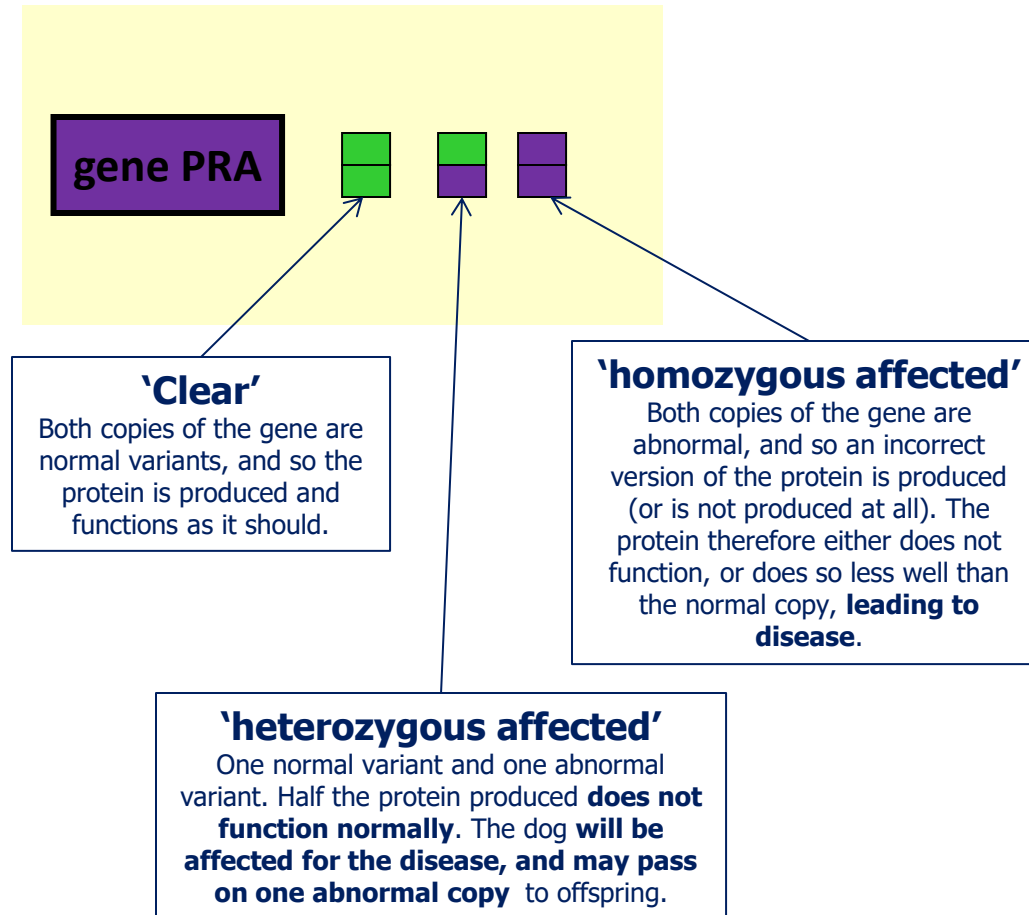 gene PRA
‘Clear’
Both copies of the gene are
normal variants, and so the
protein is produced and
functions as it should.
‘homozygous affected’
Both copies of the gene are
abnormal, and so an incorrect
version of the protein is produced
(or is not produced at all). The
protein therefore either does not
function, or does so less well than
the normal copy, leading to
disease.
‘heterozygous affected’
One normal variant and one abnormal
variant. Half the protein produced does not
function normally. The dog will be
affected for the disease, and may pass
on one abnormal copy to offspring.